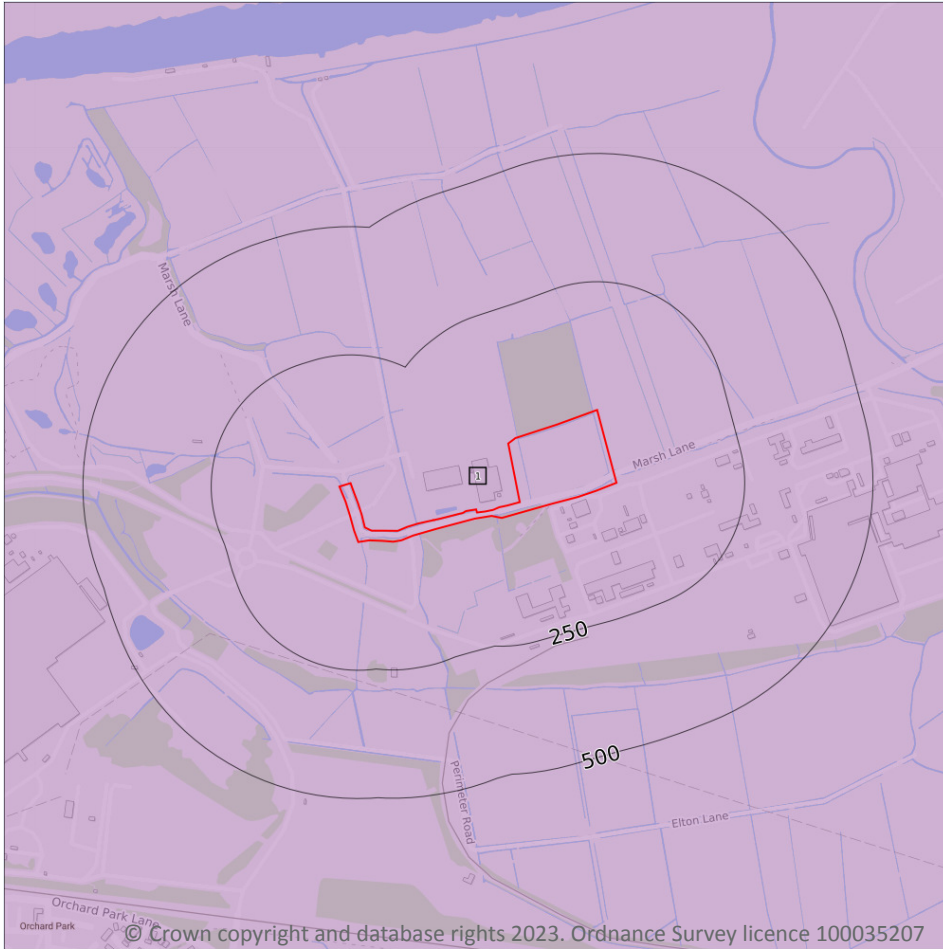 Marsh Lane
1
Marsh Lane
250
500
Perimeter Road
Elton Lane
Orchard Park Lane
Orchard Park
© Crown copyright and database rights 2023. Ordnance Survey licence 100035207